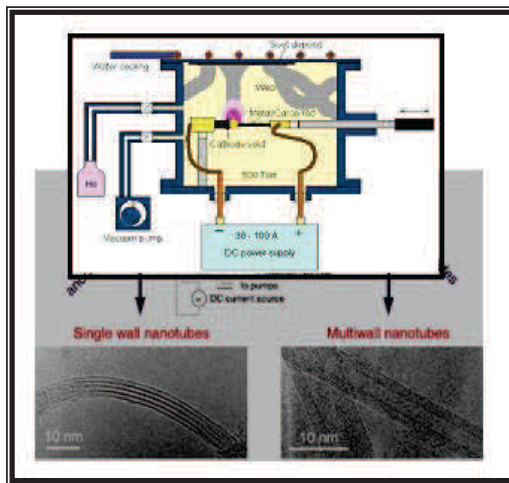 Soot deposit
Water cooling
Web
Metal/Carbon rod
Cathode sold
He
500 Torr
Vacuum pump
30 - 100 A
DC power supply
to pumps
DC current source
Single wall nanotubes
Multiwall nanotubes
10 nm
10 nm